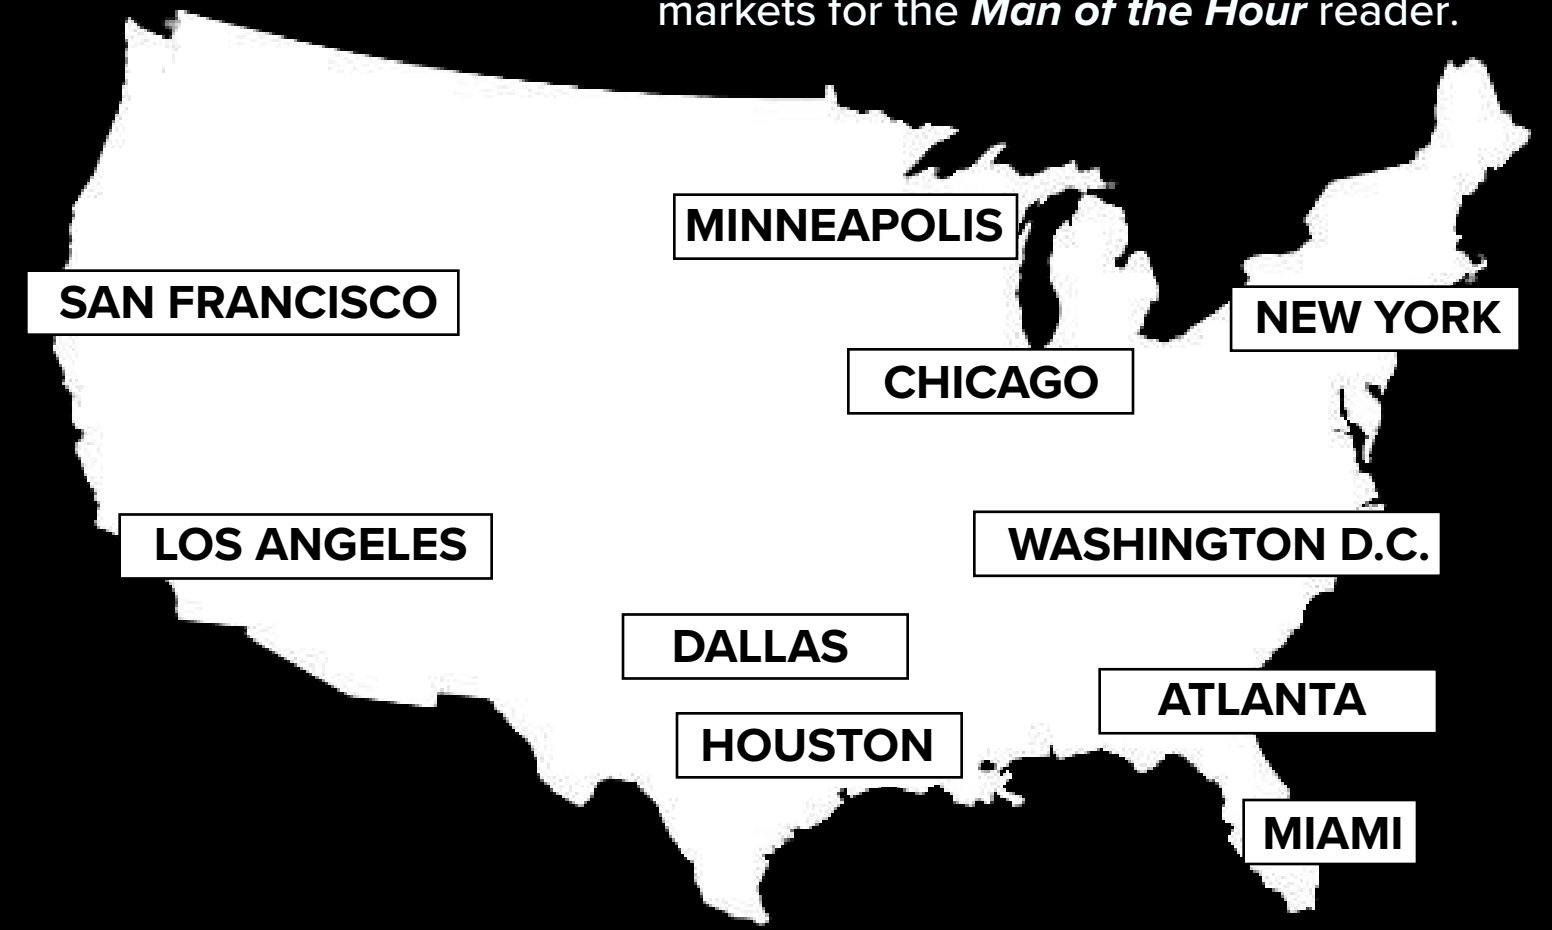 markets for the Man of the Hour reader.
MINNEAPOLIS
SAN FRANCISCO
NEW YORK
CHICAGO
LOS ANGELES
WASHINGTON D.C.
DALLAS
ATLANTA
HOUSTON
MIAMI